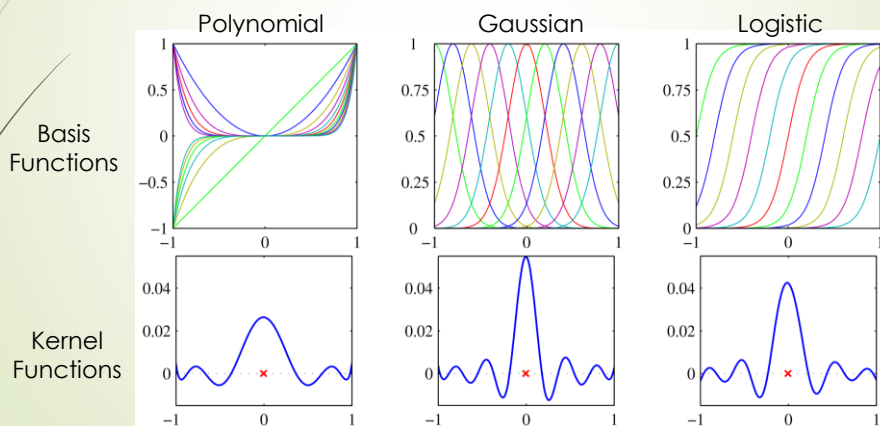 Polynomial Gaussian Logistic
1 1 1
0.5 0.75 0.75
Basis
Functions
0 0.5 0.5
−0.5 0.25 0.25
−1 0 0
−1 0 1 −1 0 1 −1 0 1
Kernel
Functions
0.04 0.04 0.04
0.02 0.02 0.02
0 0 0
−1 0 1 −1 0 1 −1 0 1